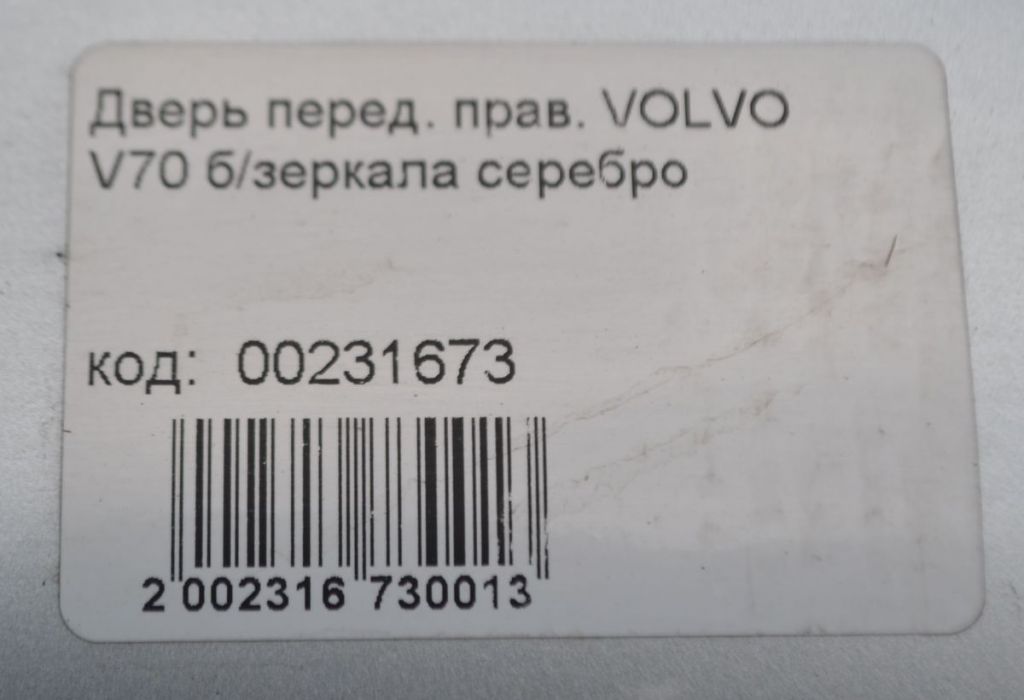 Дверь перед. прав. VOLVO
V70 б/зеркала серебро
код: 00231673
2 002316 730013